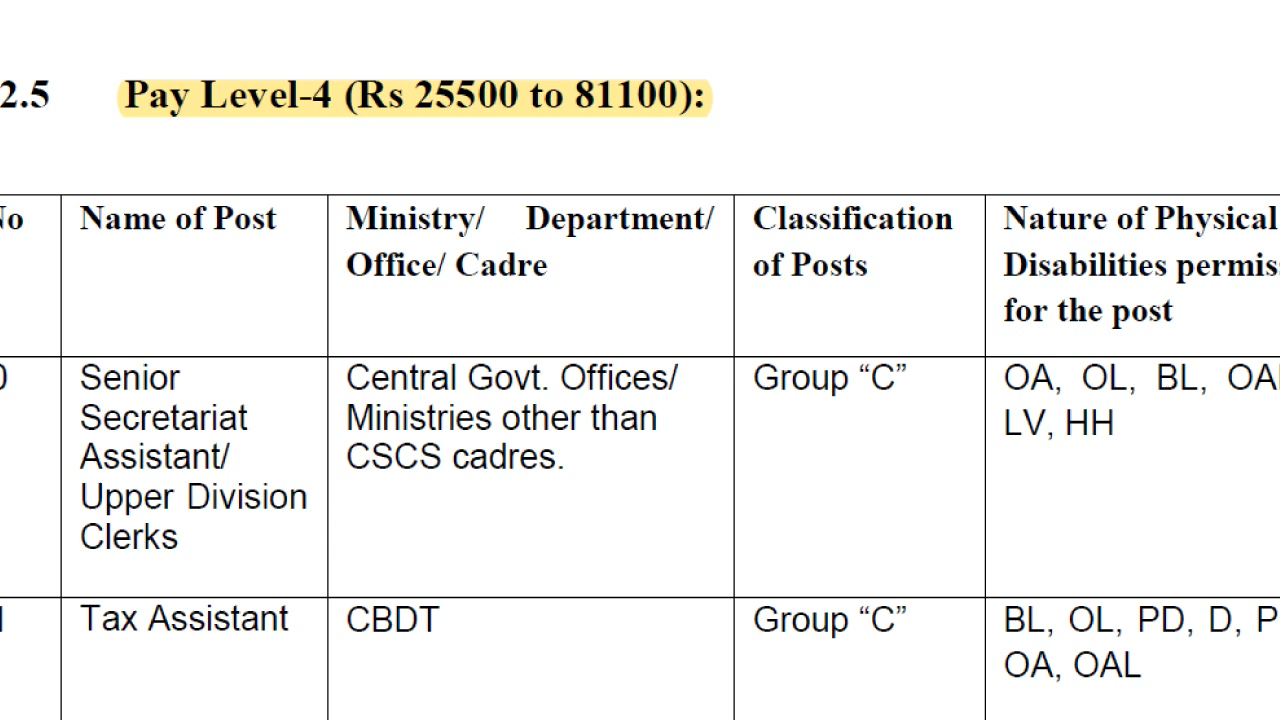 2.5 Pay Level-4 (Rs 25500 to 81100):
No Name of Post Ministry/ Department/ Classification Nature of Physical
Office/ Cadre of Posts Disabilities
for the post
Senior Central Govt. Offices/ Group “C” OA, OL, BL,
Secretariat Ministries other than LV, HH
Assistant/ CSCS cadres.
Upper Division
Clerks
Tax Assistant CBDT Group “C” BL, OL, PD, D,
OA, OAL